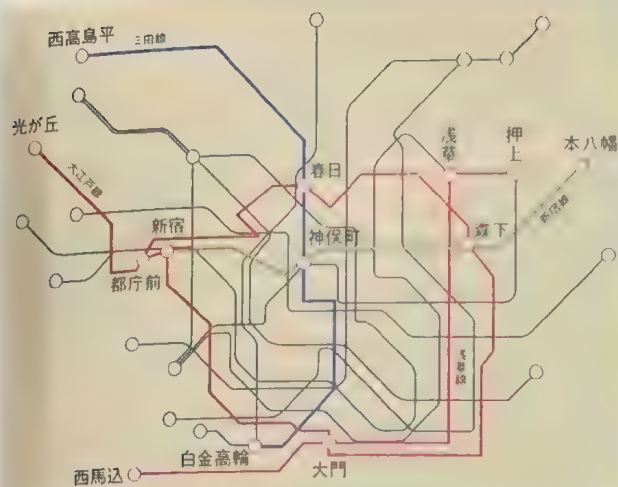 西高島平
三田線
光が丘
大江戸線
浅草
押上
本八幡
春日
新宿
新宿線
神保町
森下
都庁前
浅草線
白金高輪
大門
西馬込